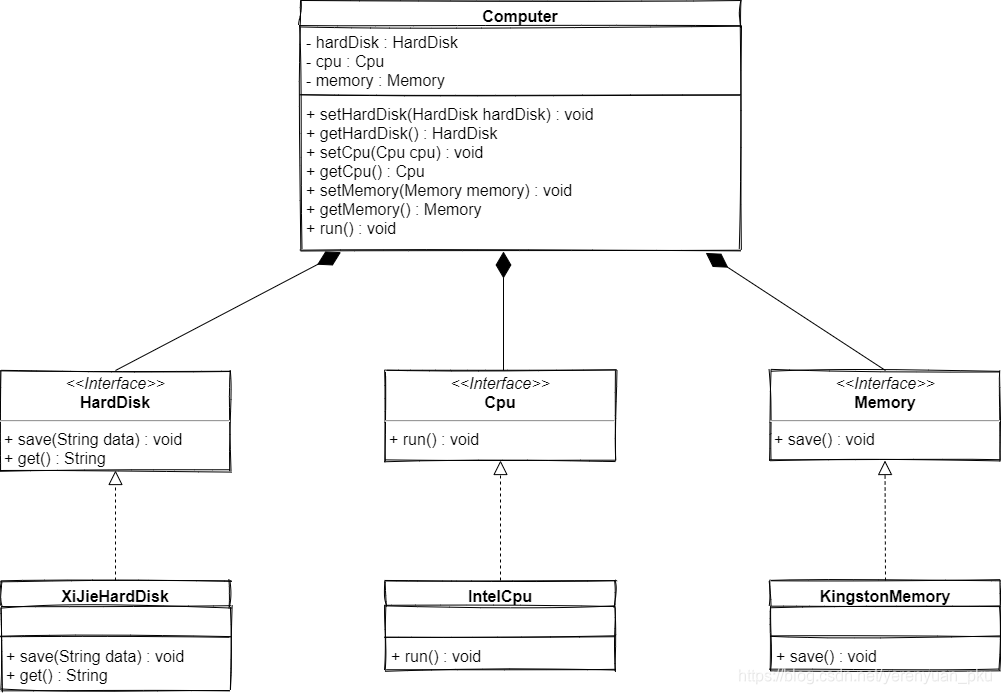 Computer
- hardDisk : HardDisk
- cpu : Cpu
- memory : Memory
+ setHardDisk(HardDisk hardDisk) : void
+ getHardDisk() : HardDisk
+ setCpu(Cpu cpu) : void
+ getCpu() : Cpu
+ setMemory(Memory memory) : void
+ getMemory() : Memory
+ run() : void
<<Interface>>
HardDisk
+ save(String data) : void
+ get() : String
<<Interface>>
Cpu
+ run() : void
<<Interface>>
Memory
+ save() : void
XiJieHardDisk
+ save(String data) : void
+ get() : String
IntelCpu
+ run() : void
KingstonMemory
+ save() : void
https://blog.csdn.net/yerenyuan_pku